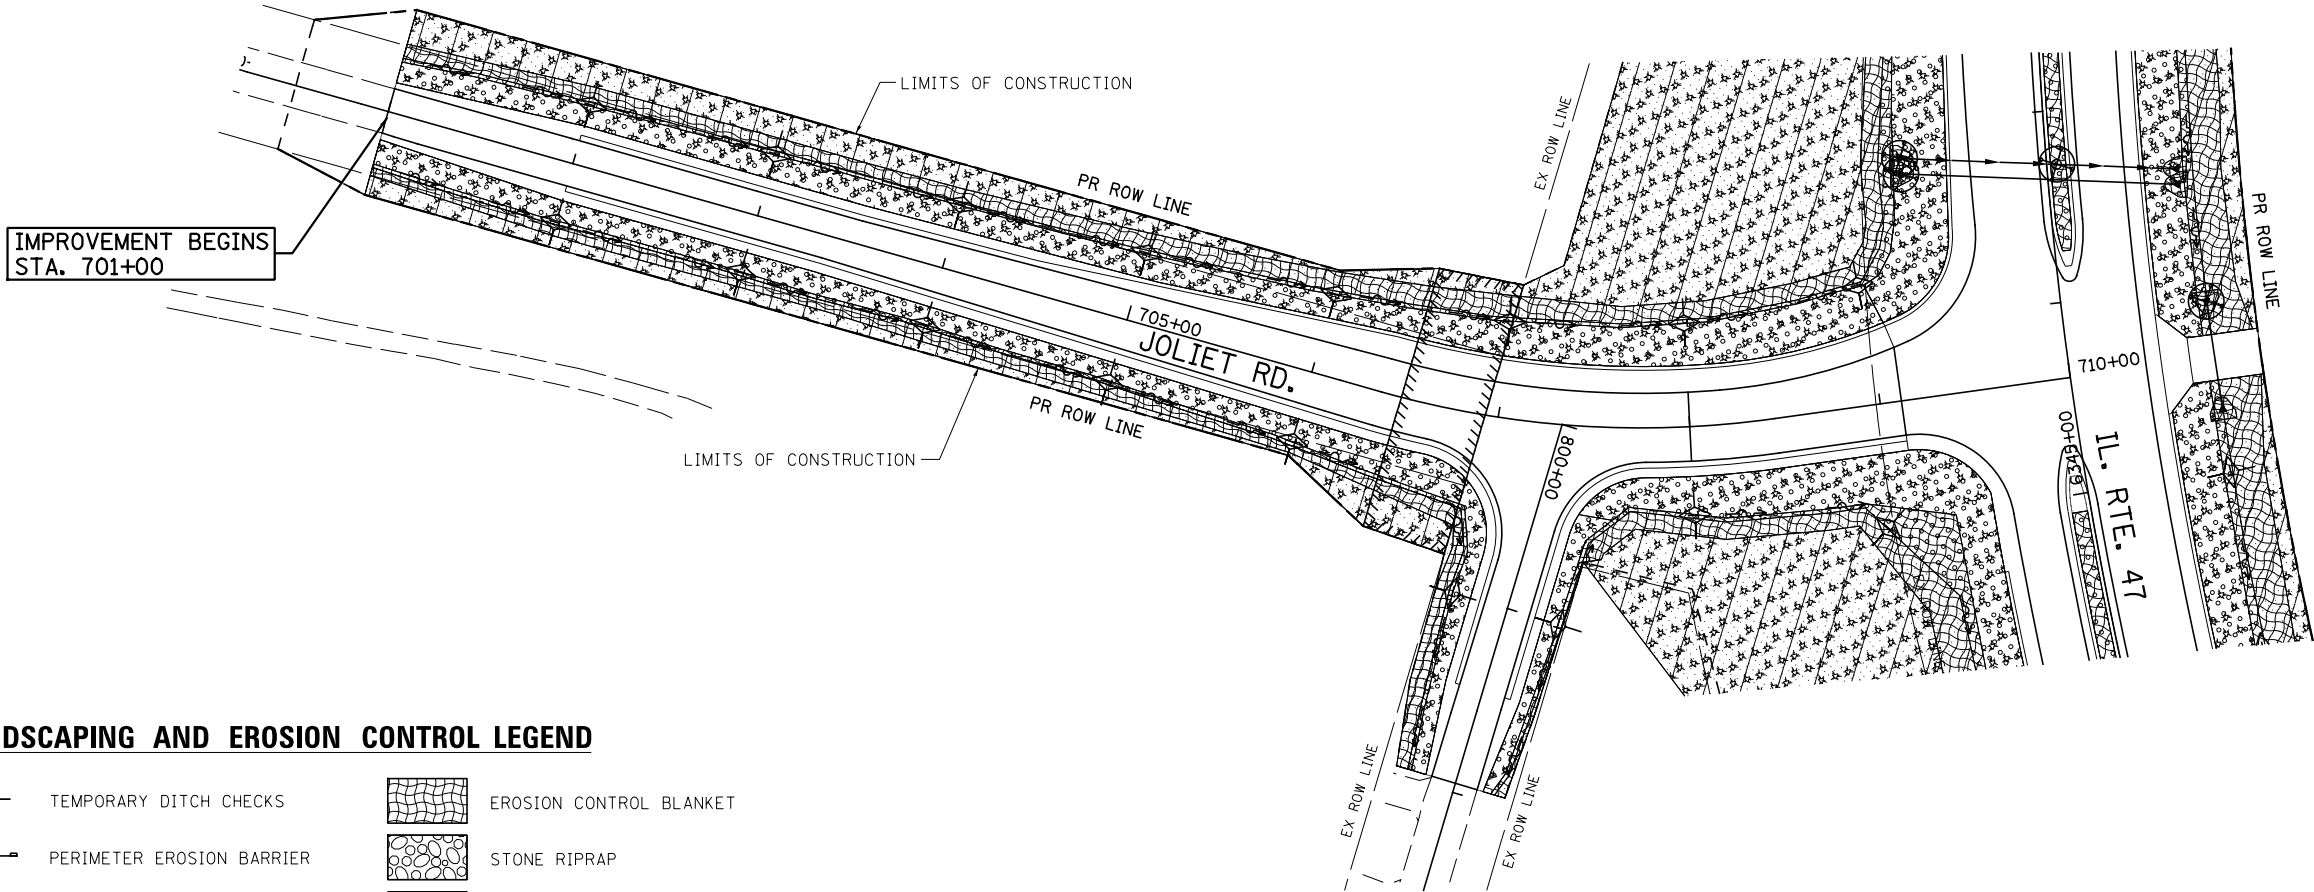 LIMITS OF CONSTRUCTION
EX ROW LINE
PR ROW LINE
PR ROW LINE
IMPROVEMENT BEGINS
STA. 701+00
705+00
JOLIET RD.
710+00
PR ROW LINE
LIMITS OF CONSTRUCTION
800+00
IL. RTE. 47
EX ROW LINE
EX ROW LINE
DSCAPING AND EROSION CONTROL LEGEND
TEMPORARY DITCH CHECKS
EROSION CONTROL BLANKET
PERIMETER EROSION BARRIER
STONE RIPRAP